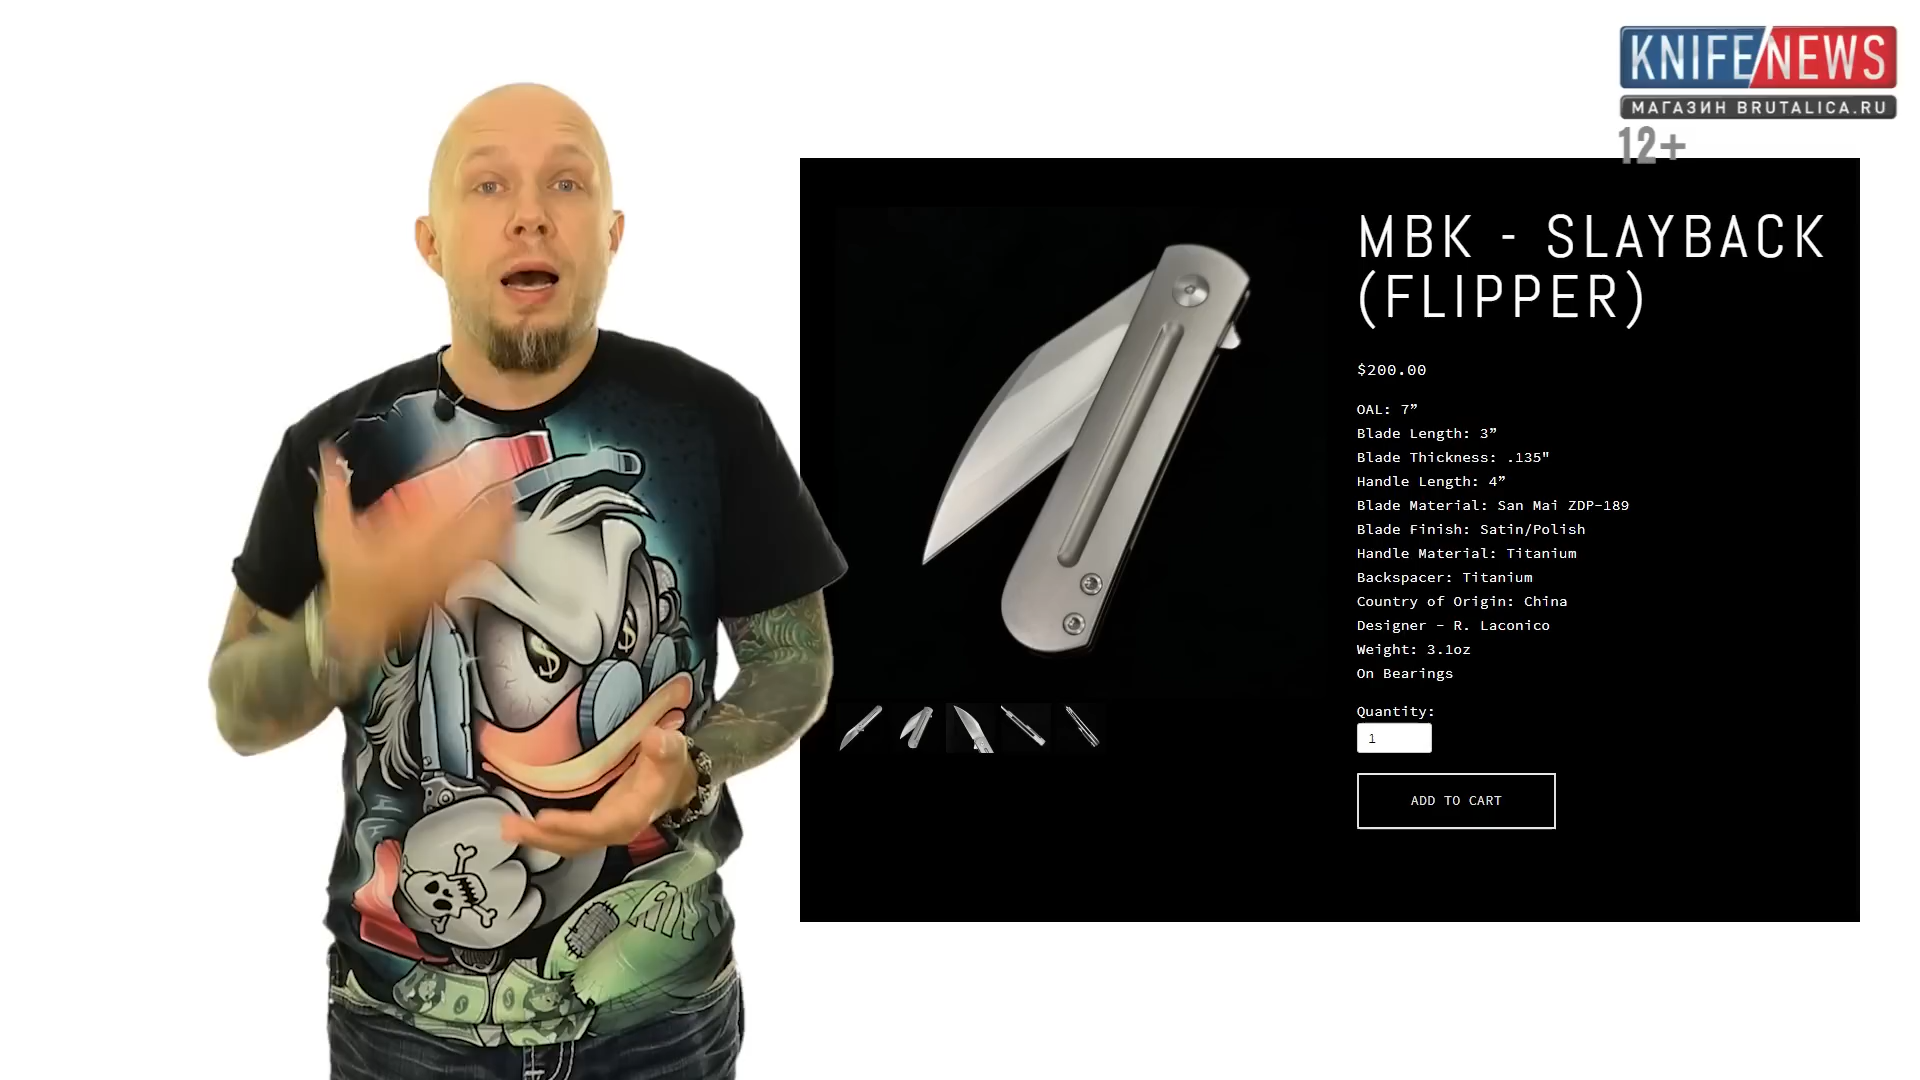 KNIFE/NEWS
МАГАЗИН BRUTALICA.RU
12+
MBK - SLAYBACK
(FLIPPER)
$200.00
OAL: 7”
Blade Length: 3”
Blade Thickness: .135"
Handle Length: 4”
Blade Material: San Mai ZDP-189
Blade Finish: Satin/Polish
Handle Material: Titanium
Backspacer: Titanium
Country of Origin: China
Designer - R. Laconico
Weight: 3.1oz
On Bearings
Quantity:
1
ADD TO CART